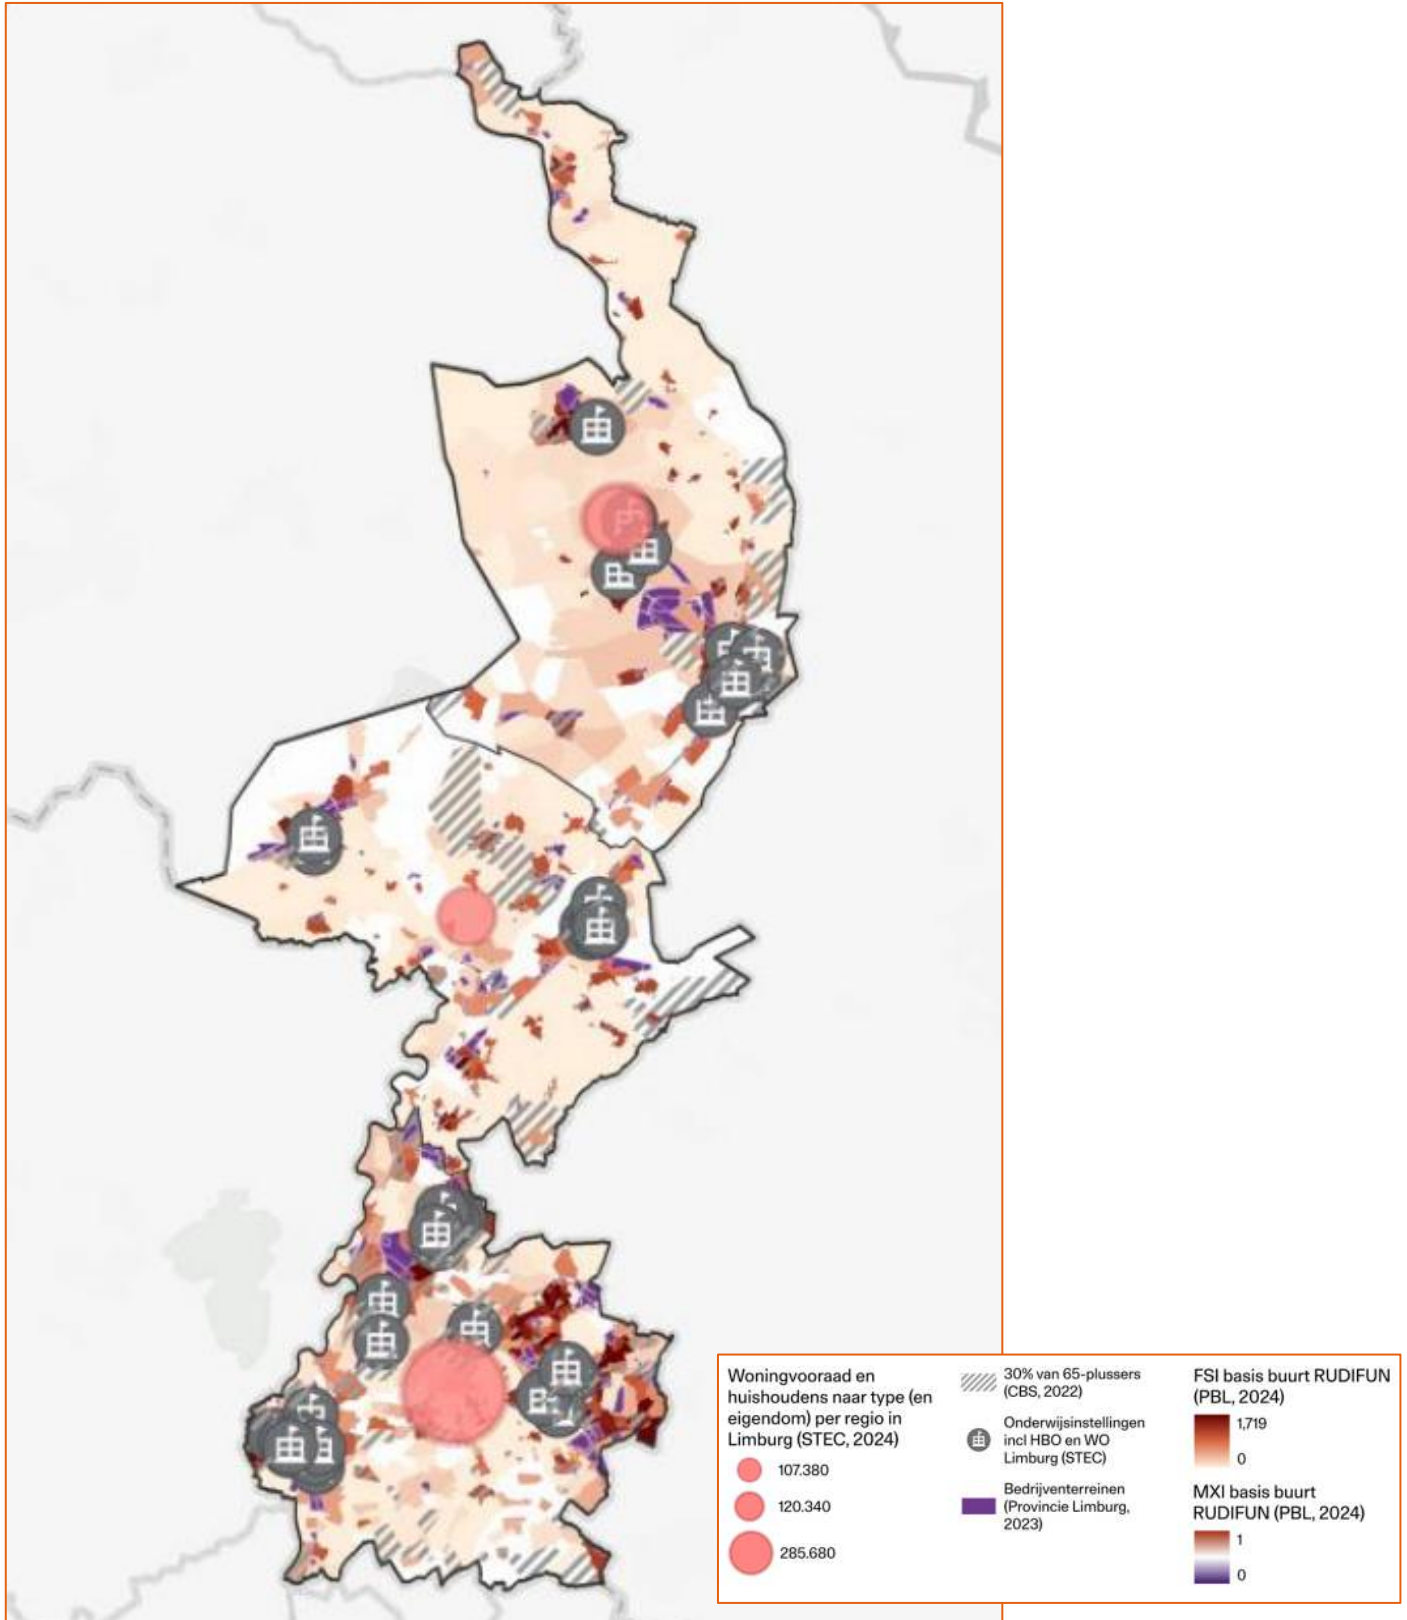 Woningvooraad en
huishoudens naar type (en
eigendom) per regio in
Limburg (STEC, 2024)
107.380
120.340
285.680
30% van 65-plussers
(CBS, 2022)
Onderwijsinstellingen
incl HBO en WO
Limburg (STEC)
Bedrijventerreinen
(Provincie Limburg,
2023)
FSI basis buurt RUDIFUN
(PBL, 2024)
1,719
0
MXI basis buurt
RUDIFUN (PBL, 2024)
1
0